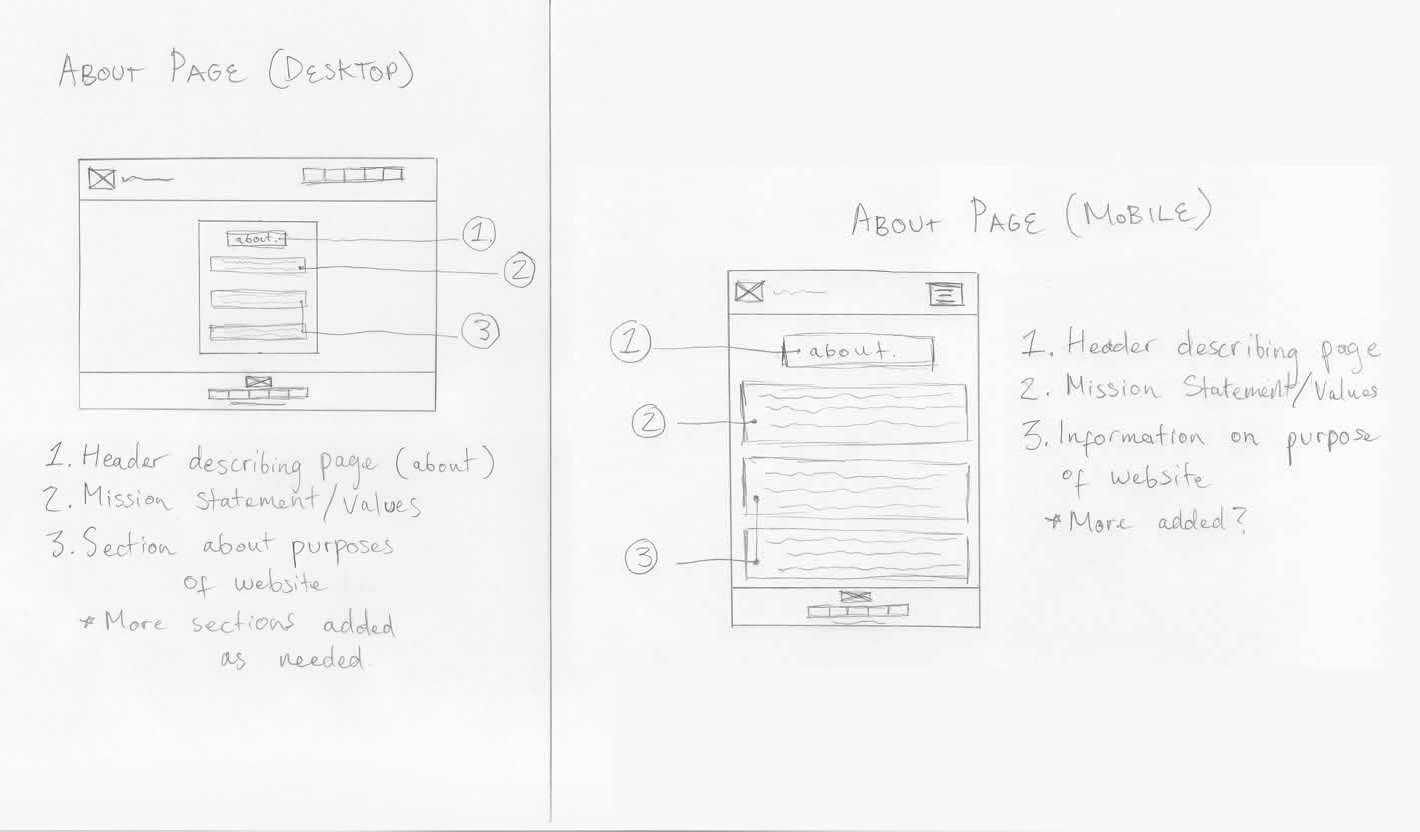 About Page (Desktop)
about.
1.
2
3
1. Header describing page (about)
2. Mission Statement/Values
3. Section about purposes
of website
* More sections added
as needed
About Page (Mobile)
about.
1
2
3
1. Header describing page
2. Mission Statement/Values
3. Information on purpose
of website
* More added?